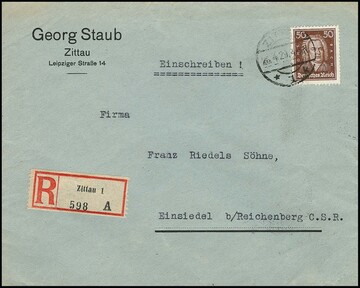 Georg Staub
Zittau
Leipziger Straße 14
Einschreiben !
50 50
Deutsches Reich
Firma
Franz Riedels Söhne,
R
Zittau 1
598 A
Einsiedel b/Reichenberg C.S.R.